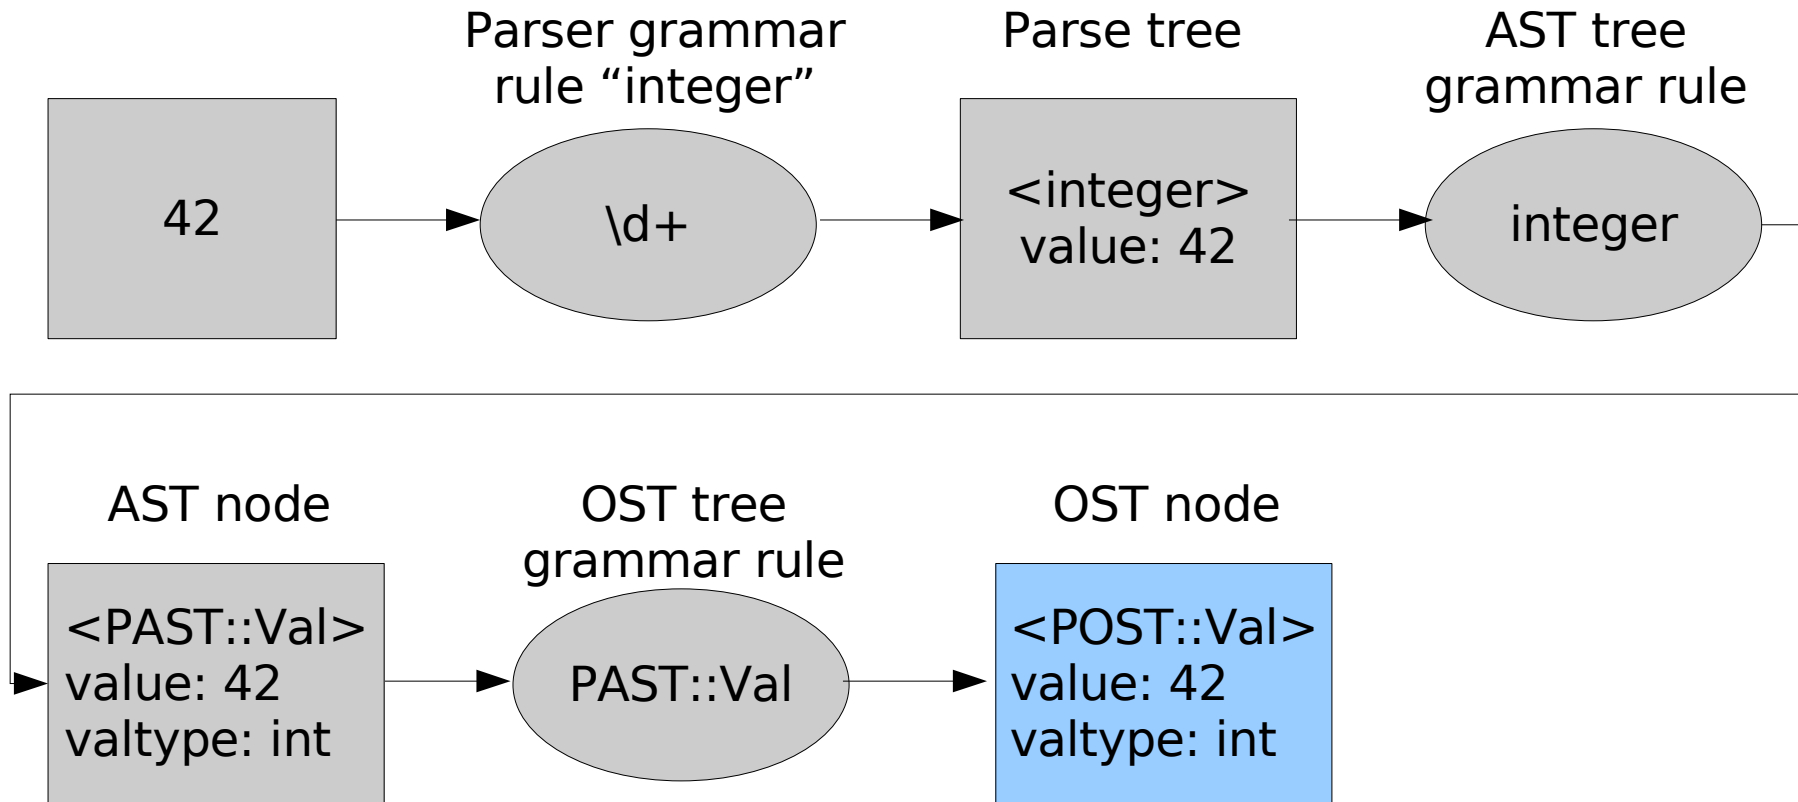 Parser grammar
rule “integer”
Parse tree
AST tree
grammar rule
42
\d+
<integer>
value: 42
integer
AST node
OST tree
grammar rule
OST node
<PAST::Val>
value: 42
valtype: int
PAST::Val
<POST::Val>
value: 42
valtype: int